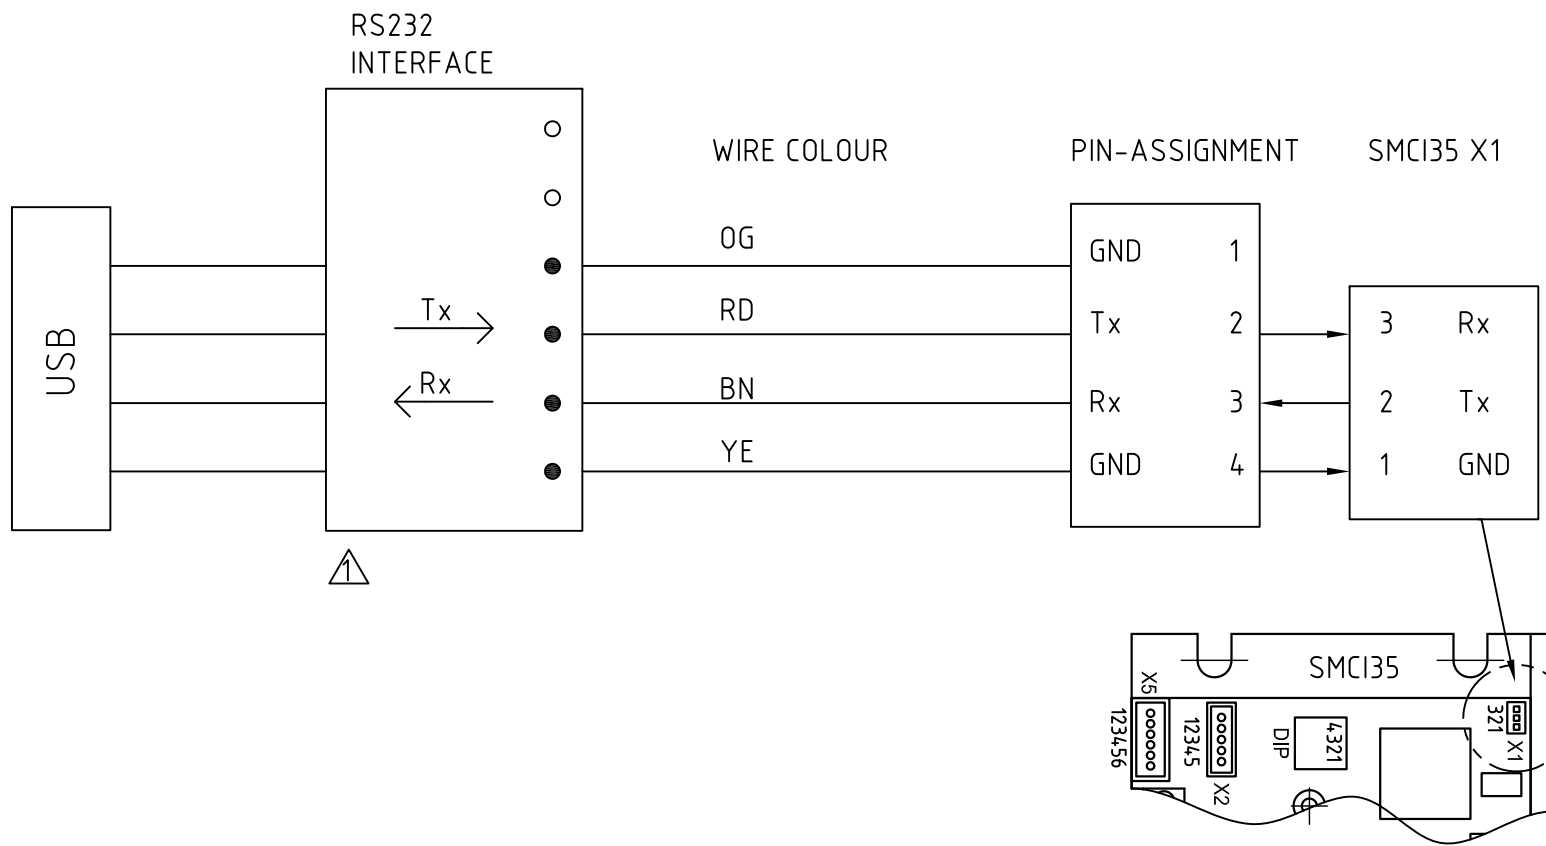 RS232
INTERFACE
WIRE COLOUR
PIN-ASSIGNMENT
SMCI35 X1
USB
Tx
Rx
OG
RD
BN
YE
GND 1
Tx 2
Rx 3
GND 4
3 Rx
2 Tx
1 GND
1
SMCI35
X5
123456
12345
X2
DIP
4321
321
X1